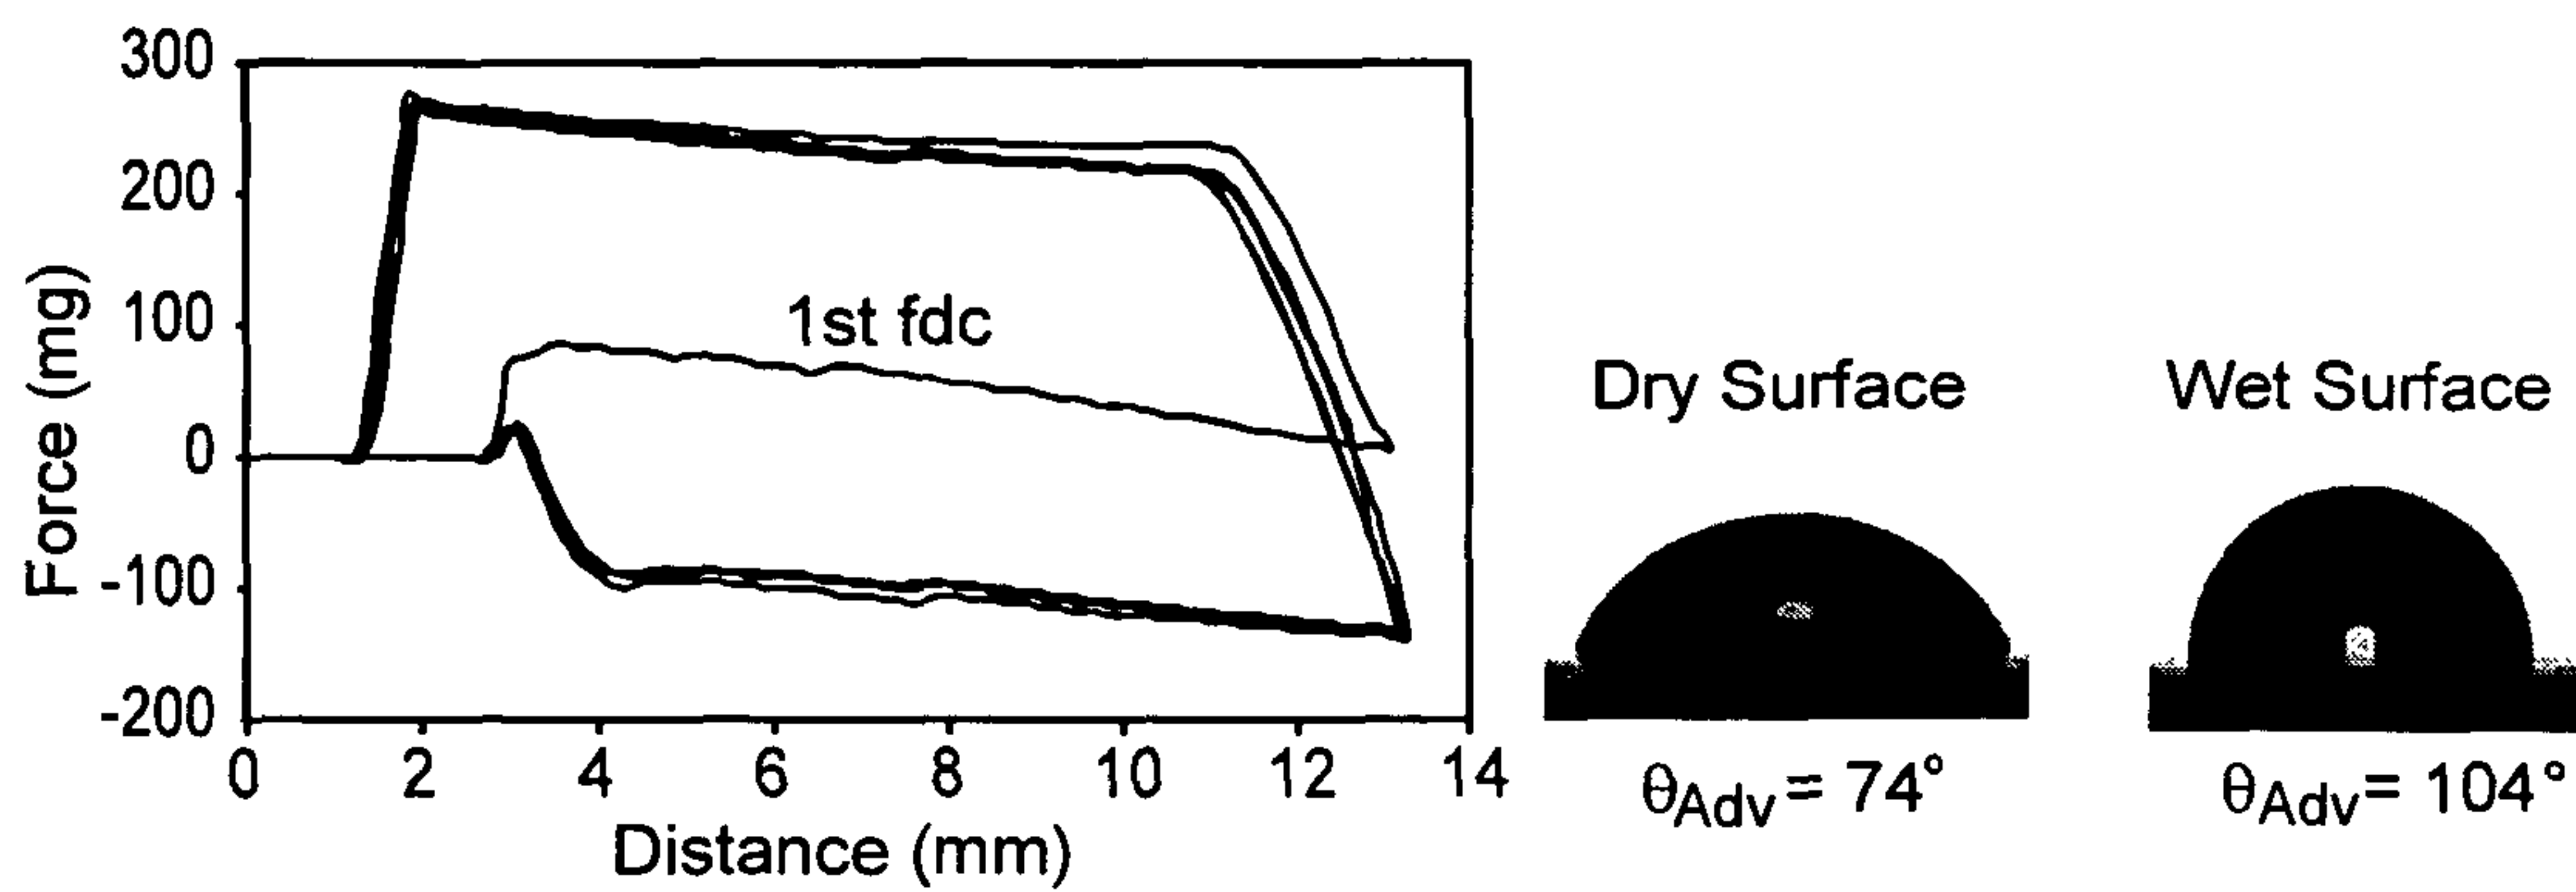 300
200
100
0
-100
-200
Force (mg)
1st fdc
0 2 4 6 8 10 12 14
Distance (mm)
Dry Surface
θAdv = 74°
Wet Surface
θAdv = 104°